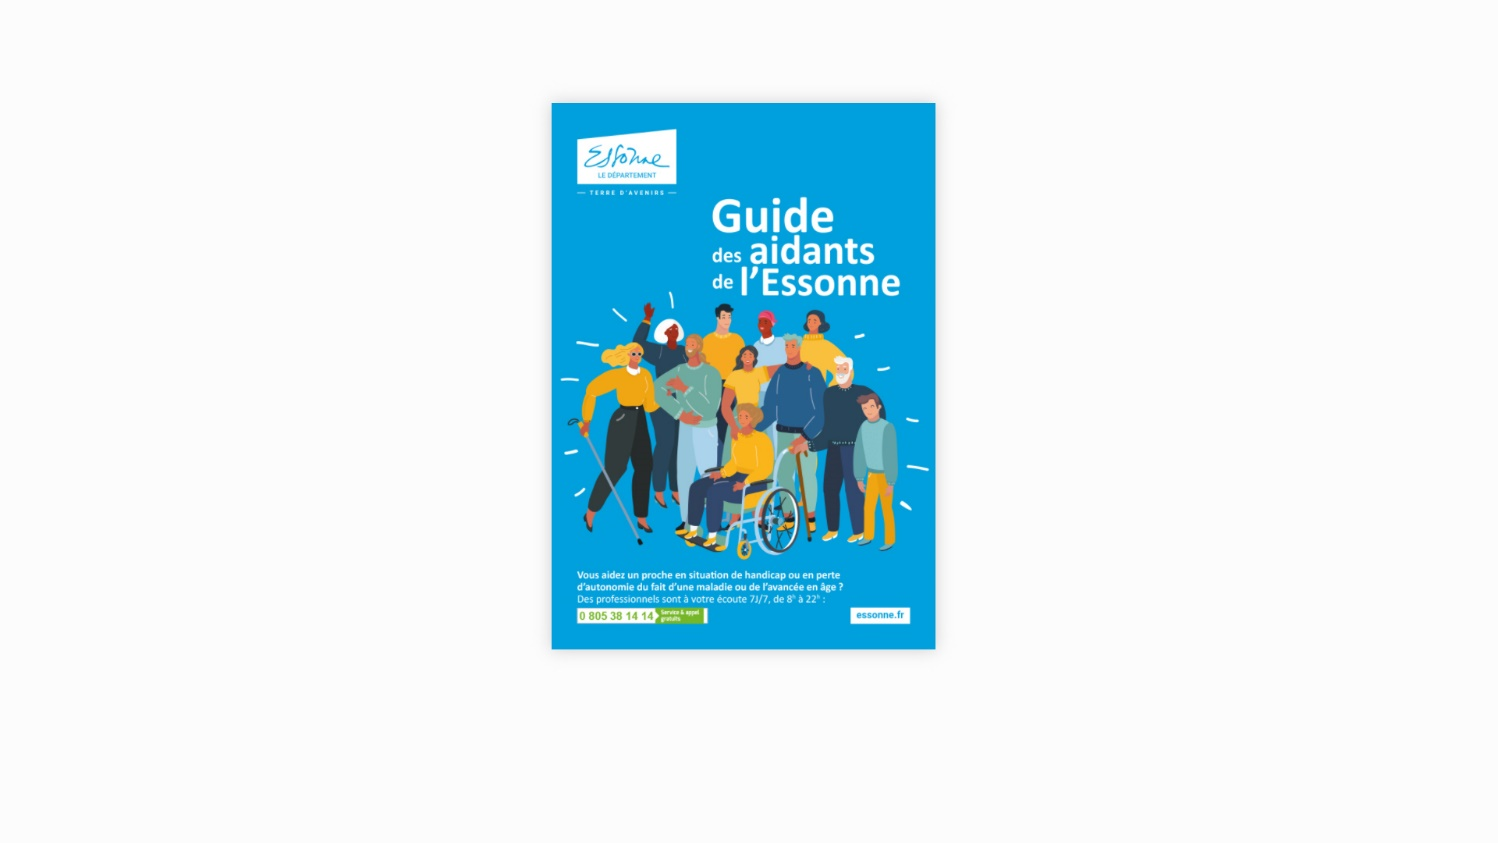 Essonne
LE DÉPARTEMENT
TERRE D'AVENIRS
Guide
des aidants
de l'Essonne
Vous aidez un proche en situation de handicap ou en perte
d'autonomie du fait d'une maladie ou de l'avancée en âge ?
Des professionnels sont à votre écoute 7J/7, de 8h à 22h :
0 805 38 14 14 Service & appel
gratuits
essonne.fr